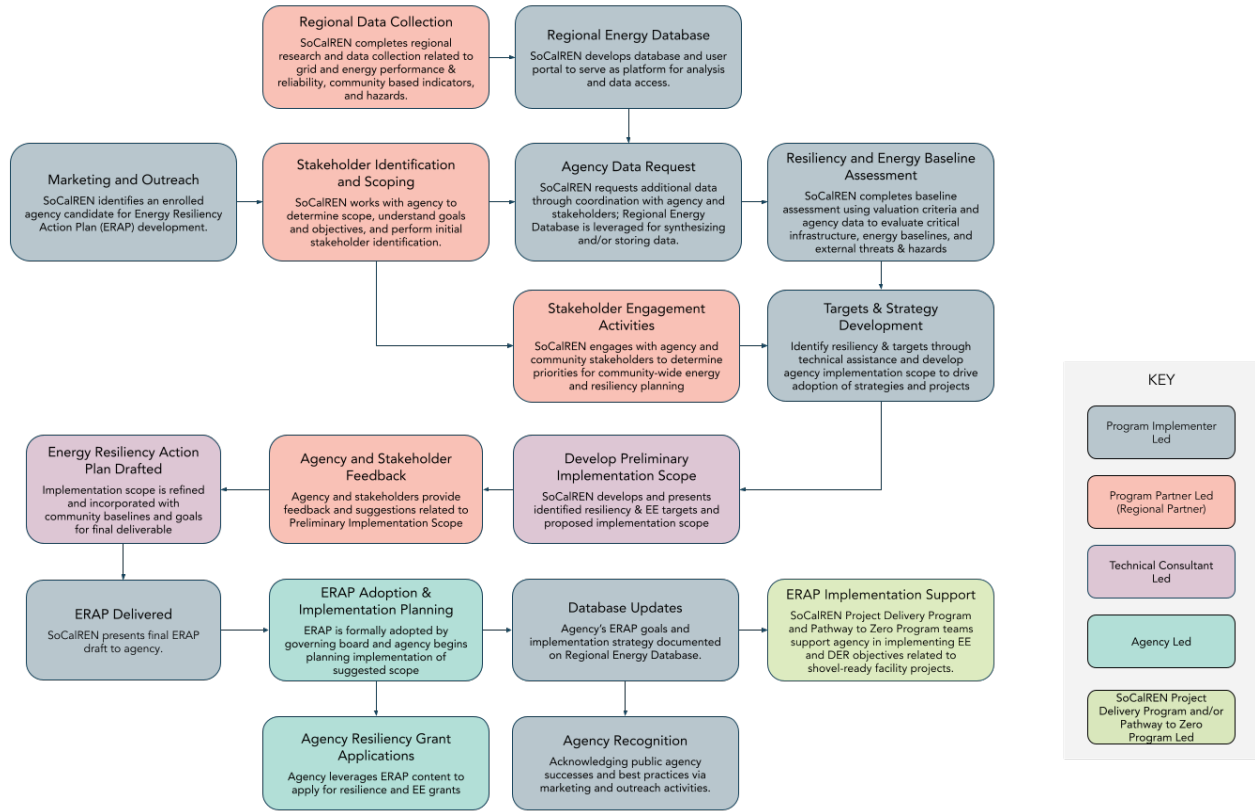 Regional Data Collection
SoCalREN completes regional
research and data collection related to
grid and energy performance &
reliability, community based indicators,
and hazards.
Regional Energy Database
SoCalREN develops database and user
portal to serve as platform for analysis
and data access.
Marketing and Outreach
SoCalREN identifies an enrolled
agency candidate for Energy Resiliency
Action Plan (ERAP) development.
Stakeholder Identification
and Scoping
SoCalREN works with agency to
determine scope, understand goals
and objectives, and perform initial
stakeholder identification.
Agency Data Request
SoCalREN requests additional data
through coordination with agency and
stakeholders; Regional Energy
Database is leveraged for synthesizing
and/or storing data.
Resiliency and Energy Baseline
Assessment
SoCalREN completes baseline
assessment using valuation criteria and
agency data to evaluate critical
infrastructure, energy baselines, and
external threats & hazards
Stakeholder Engagement
Activities
SoCalREN engages with agency and
community stakeholders to determine
priorities for community-wide energy
and resiliency planning
Targets & Strategy
Development
Identify resiliency & targets through
technical assistance and develop
agency implementation scope to drive
adoption of strategies and projects
Energy Resiliency Action
Plan Drafted
Implementation scope is refined
and incorporated with
community baselines and goals
for final deliverable
Agency and Stakeholder
Feedback
Agency and stakeholders provide
feedback and suggestions related to
Preliminary Implementation Scope
Develop Preliminary
Implementation Scope
SoCalREN develops and presents
identified resiliency & EE targets and
proposed implementation scope
ERAP Delivered
SoCalREN presents final ERAP
draft to agency.
ERAP Adoption &
Implementation Planning
ERAP is formally adopted by
governing board and agency begins
planning implementation of
suggested scope
Database Updates
Agency's ERAP goals and
implementation strategy documented
on Regional Energy Database.
ERAP Implementation Support
SoCalREN Project Delivery Program
and Pathway to Zero Program teams
support agency in implementing EE
and DER objectives related to
shovel-ready facility projects.
Agency Resiliency Grant
Applications
Agency leverages ERAP content to
apply for resilience and EE grants
Agency Recognition
Acknowledging public agency
successes and best practices via
marketing and outreach activities.
KEY
Program Implementer
Led
Program Partner Led
(Regional Partner)
Technical Consultant
Led
Agency Led
SoCalREN Project
Delivery Program and/or
Pathway to Zero
Program Led